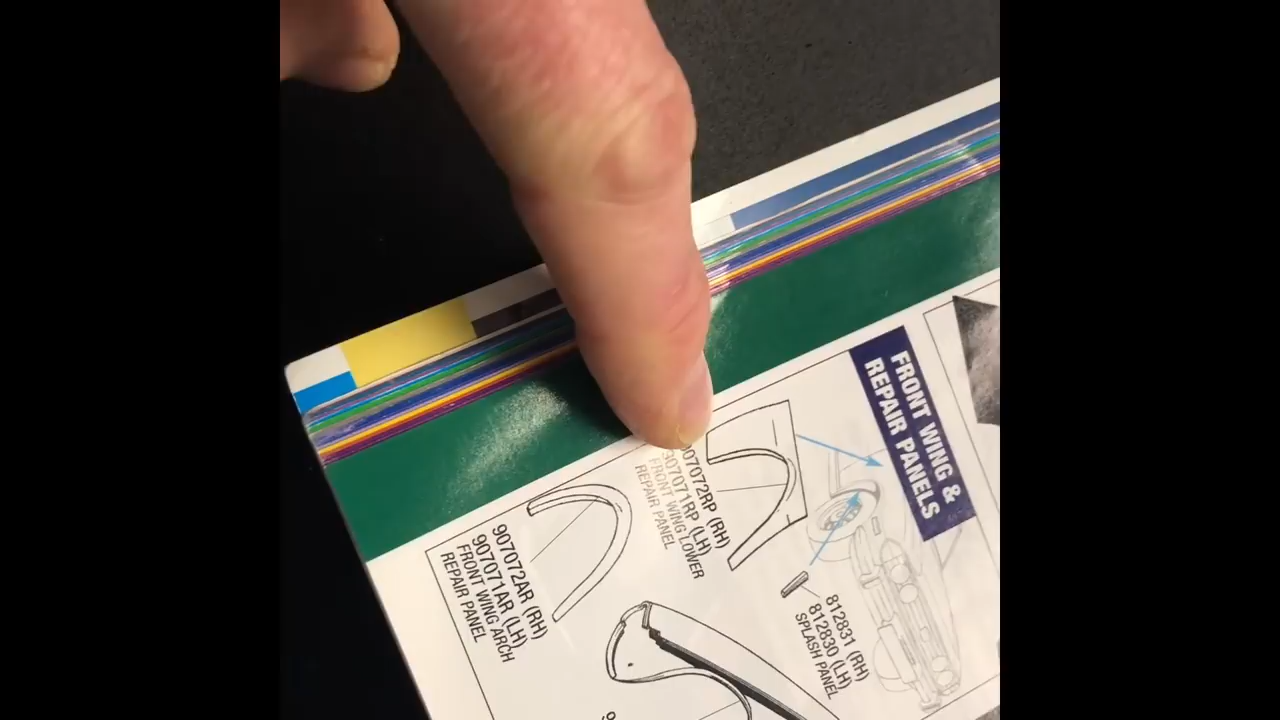 FRONT WING &
REPAIR PANELS
907072RP (RH)
907071RP (LH)
FRONT WING LOWER
REPAIR PANEL
907072AR (RH)
907071AR (LH)
FRONT WING ARCH
REPAIR PANEL
812831 (RH)
812830 (LH)
SPLASH PANEL